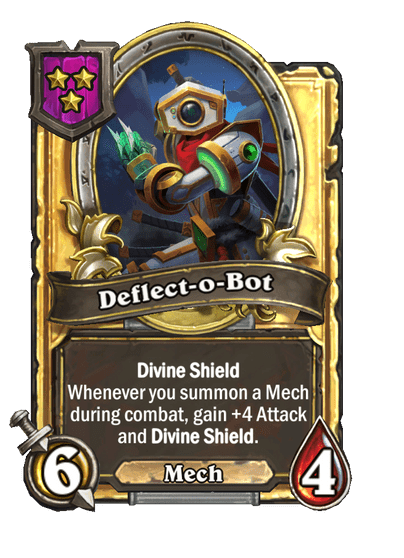 Deflect-o-Bot
Divine Shield
Whenever you summon a Mech
during combat, gain +4 Attack
and Divine Shield.
6
Mech
4